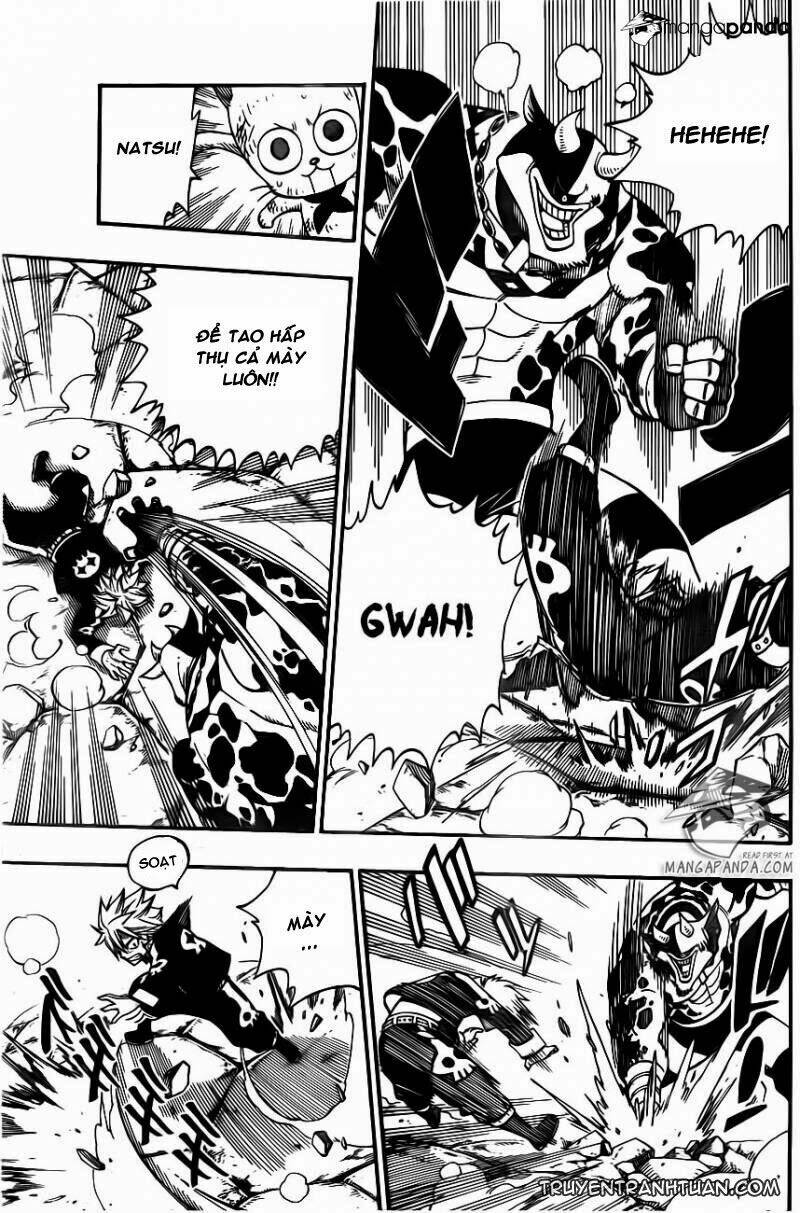 mangapanda
HEHEHE!
NATSU!
ĐỂ TAO HẤP
THỤ CẢ MÀY
LUÔN!!
GWAH!
READ FIRST AT
MANGAPANDA.COM
SOẠT
MÀY
...
TRUYENTRANHTUAN.COM